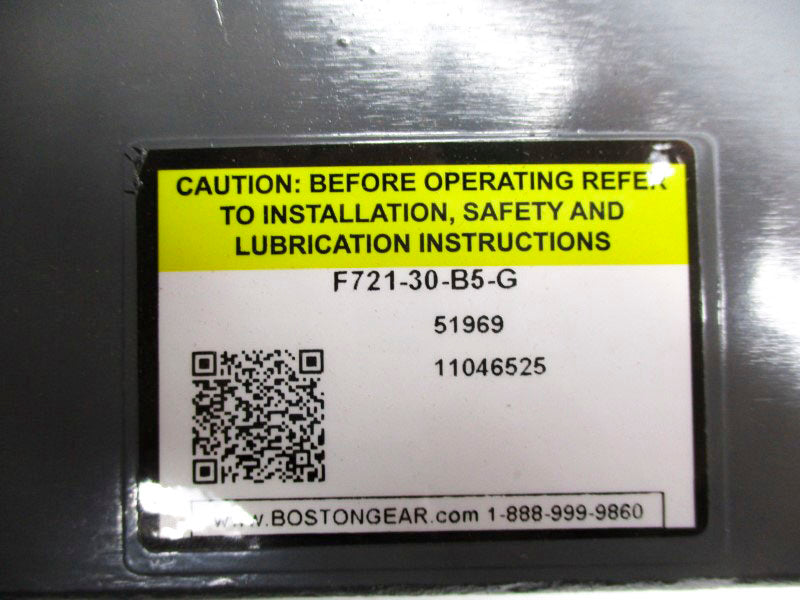 CAUTION: BEFORE OPERATING REFER
TO INSTALLATION, SAFETY AND
LUBRICATION INSTRUCTIONS
F721-30-B5-G
51969
11046525
www.BOSTONGEAR.com 1-888-999-9860